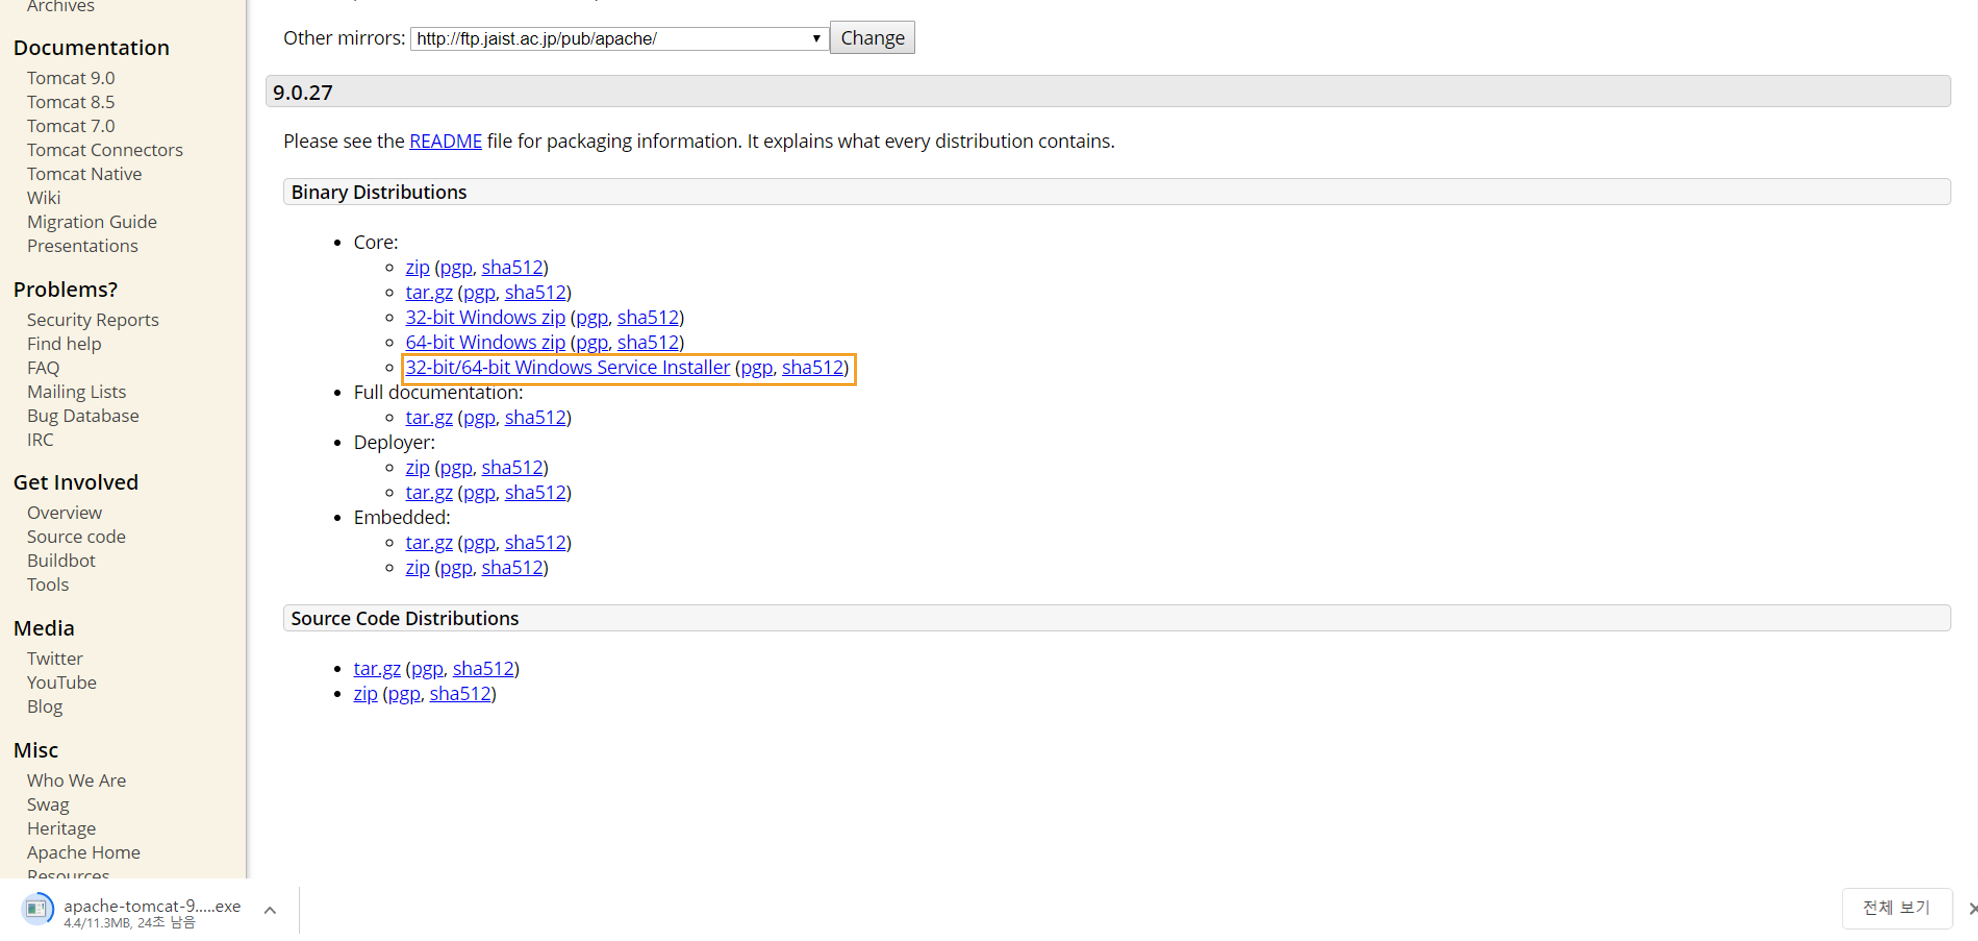 Archives
Documentation
Tomcat 9.0
Tomcat 8.5
Tomcat 7.0
Tomcat Connectors
Tomcat Native
Wiki
Migration Guide
Presentations
Problems?
Security Reports
Find help
FAQ
Mailing Lists
Bug Database
IRC
Get Involved
Overview
Source code
Buildbot
Tools
Media
Twitter
YouTube
Blog
Misc
Who We Are
Swag
Heritage
Apache Home
Resources
Other mirrors: http://ftp.jaist.ac.jp/pub/apache/ Change
9.0.27
Please see the README file for packaging information. It explains what every distribution contains.
Binary Distributions
Core:
zip (pgp, sha512)
tar.gz (pgp, sha512)
32-bit Windows zip (pgp, sha512)
64-bit Windows zip (pgp, sha512)
32-bit/64-bit Windows Service Installer (pgp, sha512)
Full documentation:
tar.gz (pgp, sha512)
Deployer:
zip (pgp, sha512)
tar.gz (pgp, sha512)
Embedded:
tar.gz (pgp, sha512)
zip (pgp, sha512)
Source Code Distributions
tar.gz (pgp, sha512)
zip (pgp, sha512)
apache-tomcat-9.....exe
4.4/11.3MB, 24초 남음
전체 보기